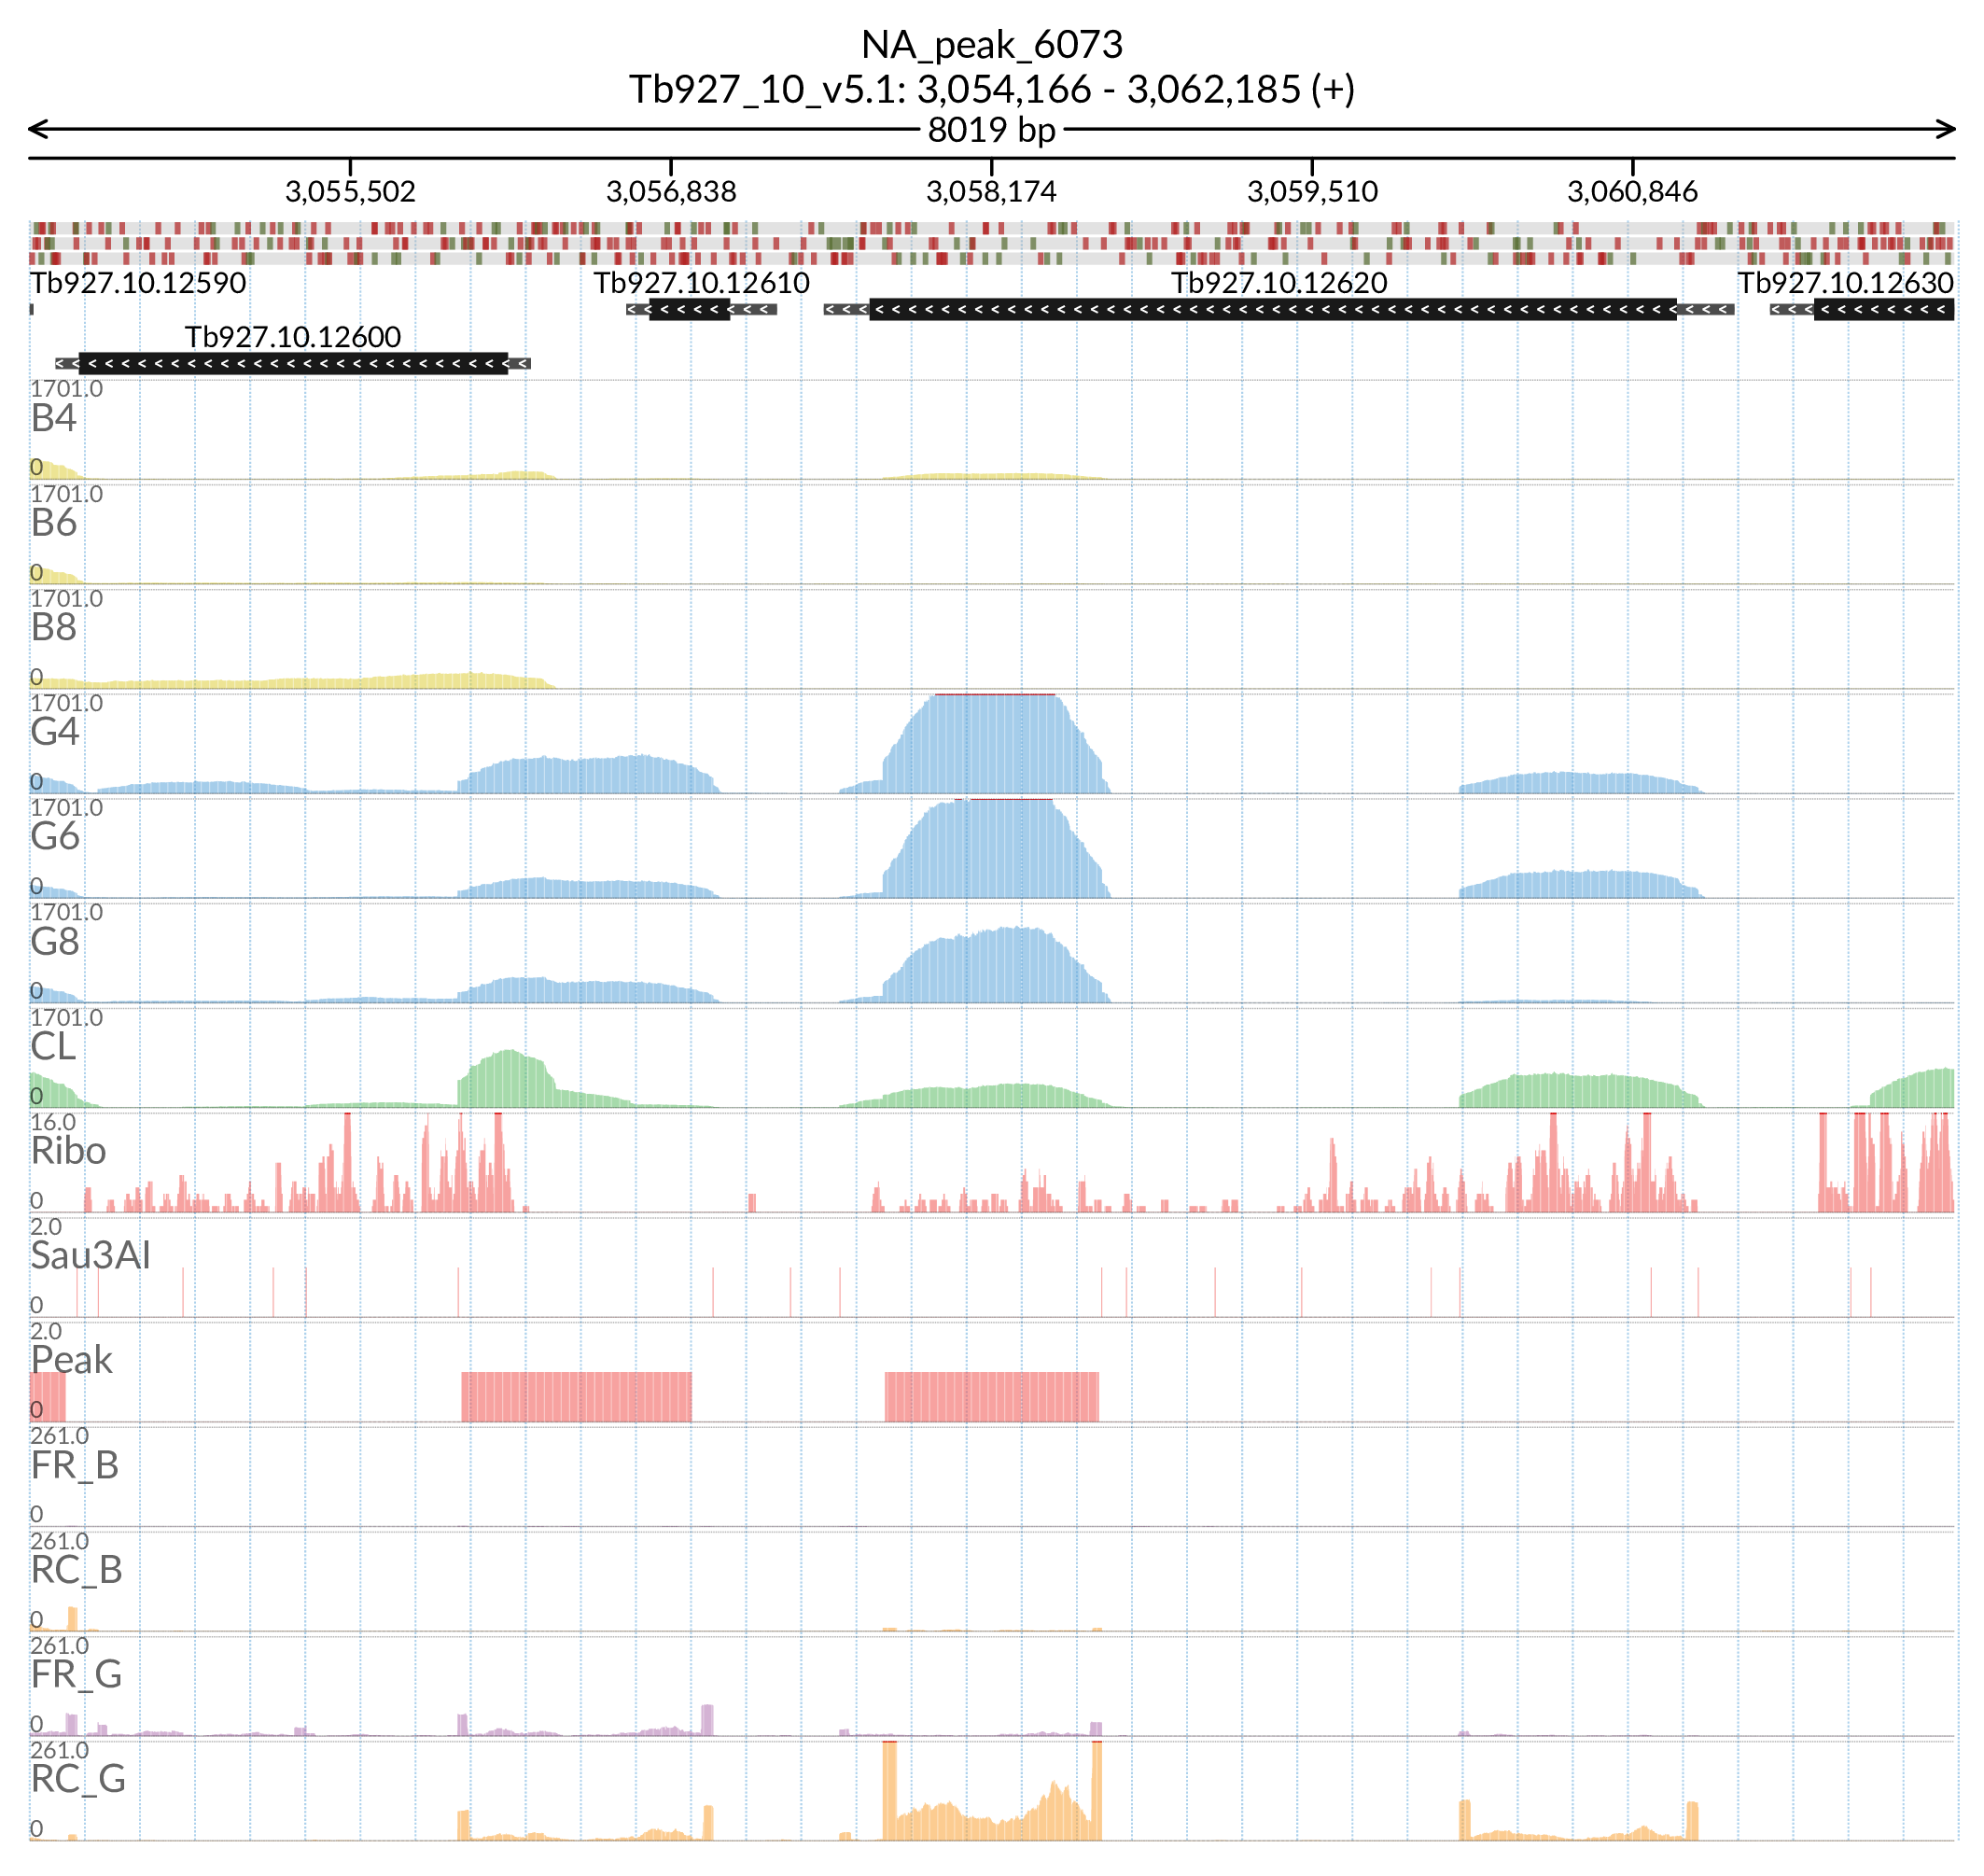 NA_peak_6073
Tb927_10_v5.1: 3,054,166 - 3,062,185 (+)
8019 bp
3,055,502 3,056,838 3,058,174 3,059,510 3,060,846
Tb927.10.12590 Tb927.10.12610 Tb927.10.12620 Tb927.10.12630
Tb927.10.12600
1701.0
B4
0
1701.0
B6
0
1701.0
B8
0
1701.0
G4
0
1701.0
G6
0
1701.0
G8
0
1701.0
CL
0
16.0
Ribo
0
2.0
Sau3AI
0
2.0
Peak
0
261.0
FR_B
0
261.0
RC_B
0
261.0
FR_G
0
261.0
RC_G
0